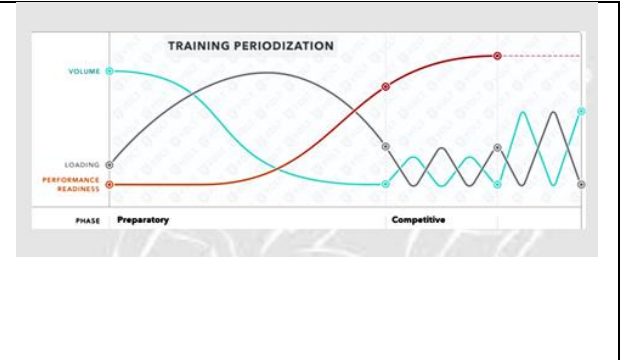 TRAINING PERIODIZATION
VOLUME
LOADING
PERFORMANCE
READINESS
PHASE Preparatory Competitive